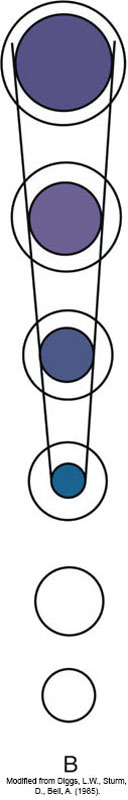 B
Modified from Diggs, L.W., Sturm,
D., Bell, A. (1985).